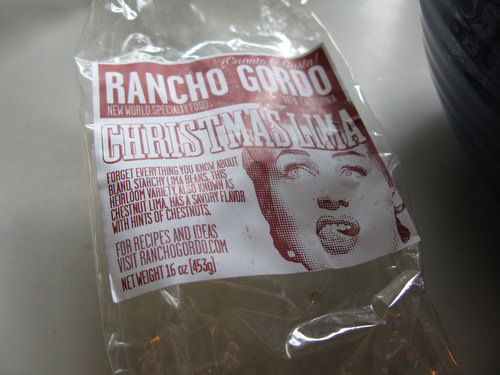 ¡Cuanto le Gusta!
RANCHO GORDO
NEW WORLD SPECIALTY FOOD
NAPA, CALIFORNIA
CHRISTMAS LIMA
FORGET EVERYTHING YOU KNOW ABOUT
BLAND, STARCHY LIMA BEANS. THIS
HEIRLOOM VARIETY, ALSO KNOWN AS
CHESTNUT LIMA, HAS A SAVORY FLAVOR
WITH HINTS OF CHESTNUTS.
FOR RECIPES AND IDEAS
VISIT RANCHOGORDO.COM
NET WEIGHT 16 oz (453g)